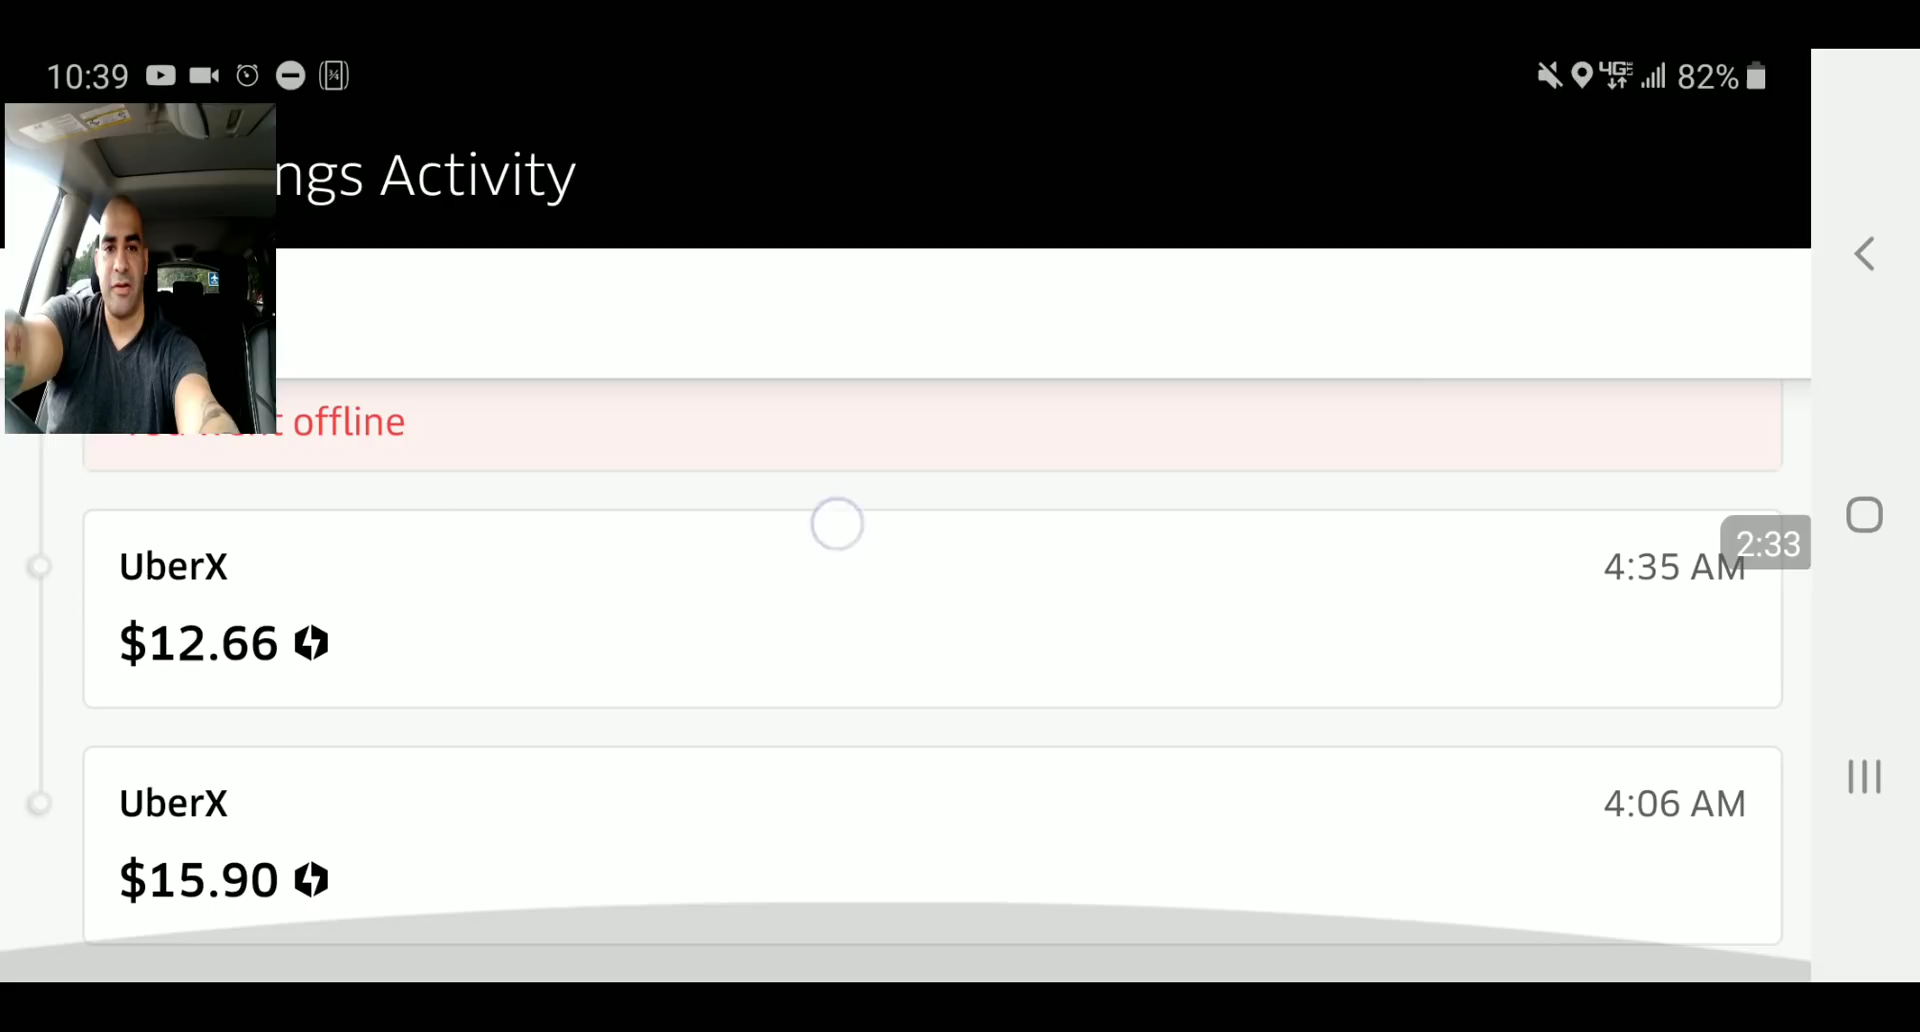 10:39
82%
ngs Activity
offline
UberX
4:35 AM
2:33
$12.66
UberX
4:06 AM
$15.90